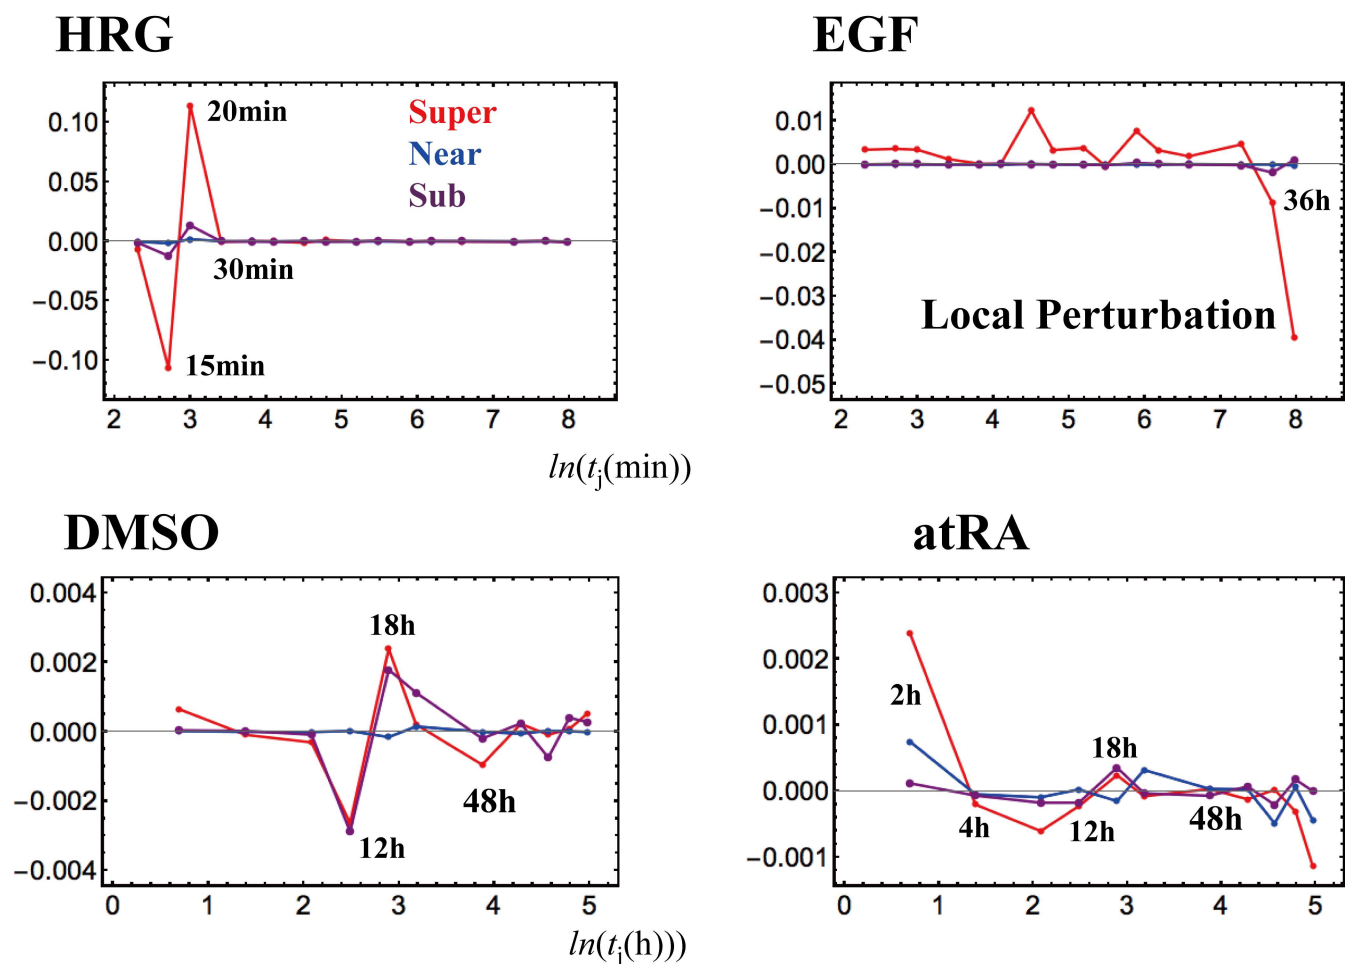 HRG
EGF
0.10
0.05
0.00
−0.05
−0.10
20min
30min
15min
Super
Near
Sub
2 3 4 5 6 7 8
0.01
0.00
−0.01
−0.02
−0.03
−0.04
−0.05
36h
Local Perturbation
2 3 4 5 6 7 8
ln(tj(min))
DMSO
atRA
0.004
0.002
0.000
−0.002
−0.004
18h
48h
12h
0 1 2 3 4 5
0.003
0.002
0.001
0.000
−0.001
2h
18h
4h
12h
48h
0 1 2 3 4 5
ln(tj(h)))